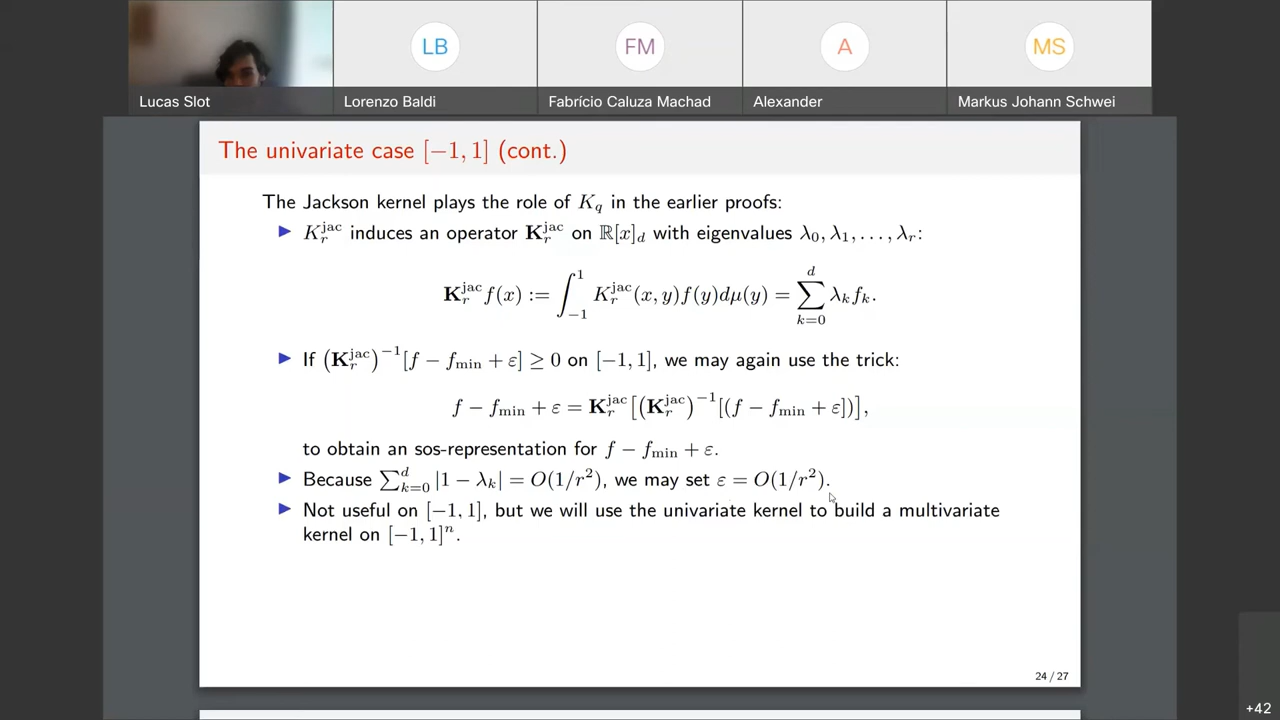 LB
FM
A
MS
Lucas Slot
Lorenzo Baldi
Fabrício Caluza Machad
Alexander
Markus Johann Schwei
The univariate case [−1, 1] (cont.)
The Jackson kernel plays the role of K_q in the earlier proofs:
▶ K_r^jac induces an operator 𝐊_r^jac on ℝ[x]_d with eigenvalues λ_0, λ_1, . . . , λ_r:
𝐊_r^jac f(x) := ∫_{−1}^{1} K_r^jac(x, y)f(y)dμ(y) = ∑_{k=0}^{d} λ_k f_k.
▶ If (𝐊_r^jac)^{−1}[f − f_min + ε] ≥ 0 on [−1, 1], we may again use the trick:
f − f_min + ε = 𝐊_r^jac[(𝐊_r^jac)^{−1}[(f − f_min + ε])],
to obtain an sos-representation for f − f_min + ε.
▶ Because ∑_{k=0}^{d} |1 − λ_k| = O(1/r²), we may set ε = O(1/r²).
▶ Not useful on [−1, 1], but we will use the univariate kernel to build a multivariate
kernel on [−1, 1]^n.
24 / 27
+42